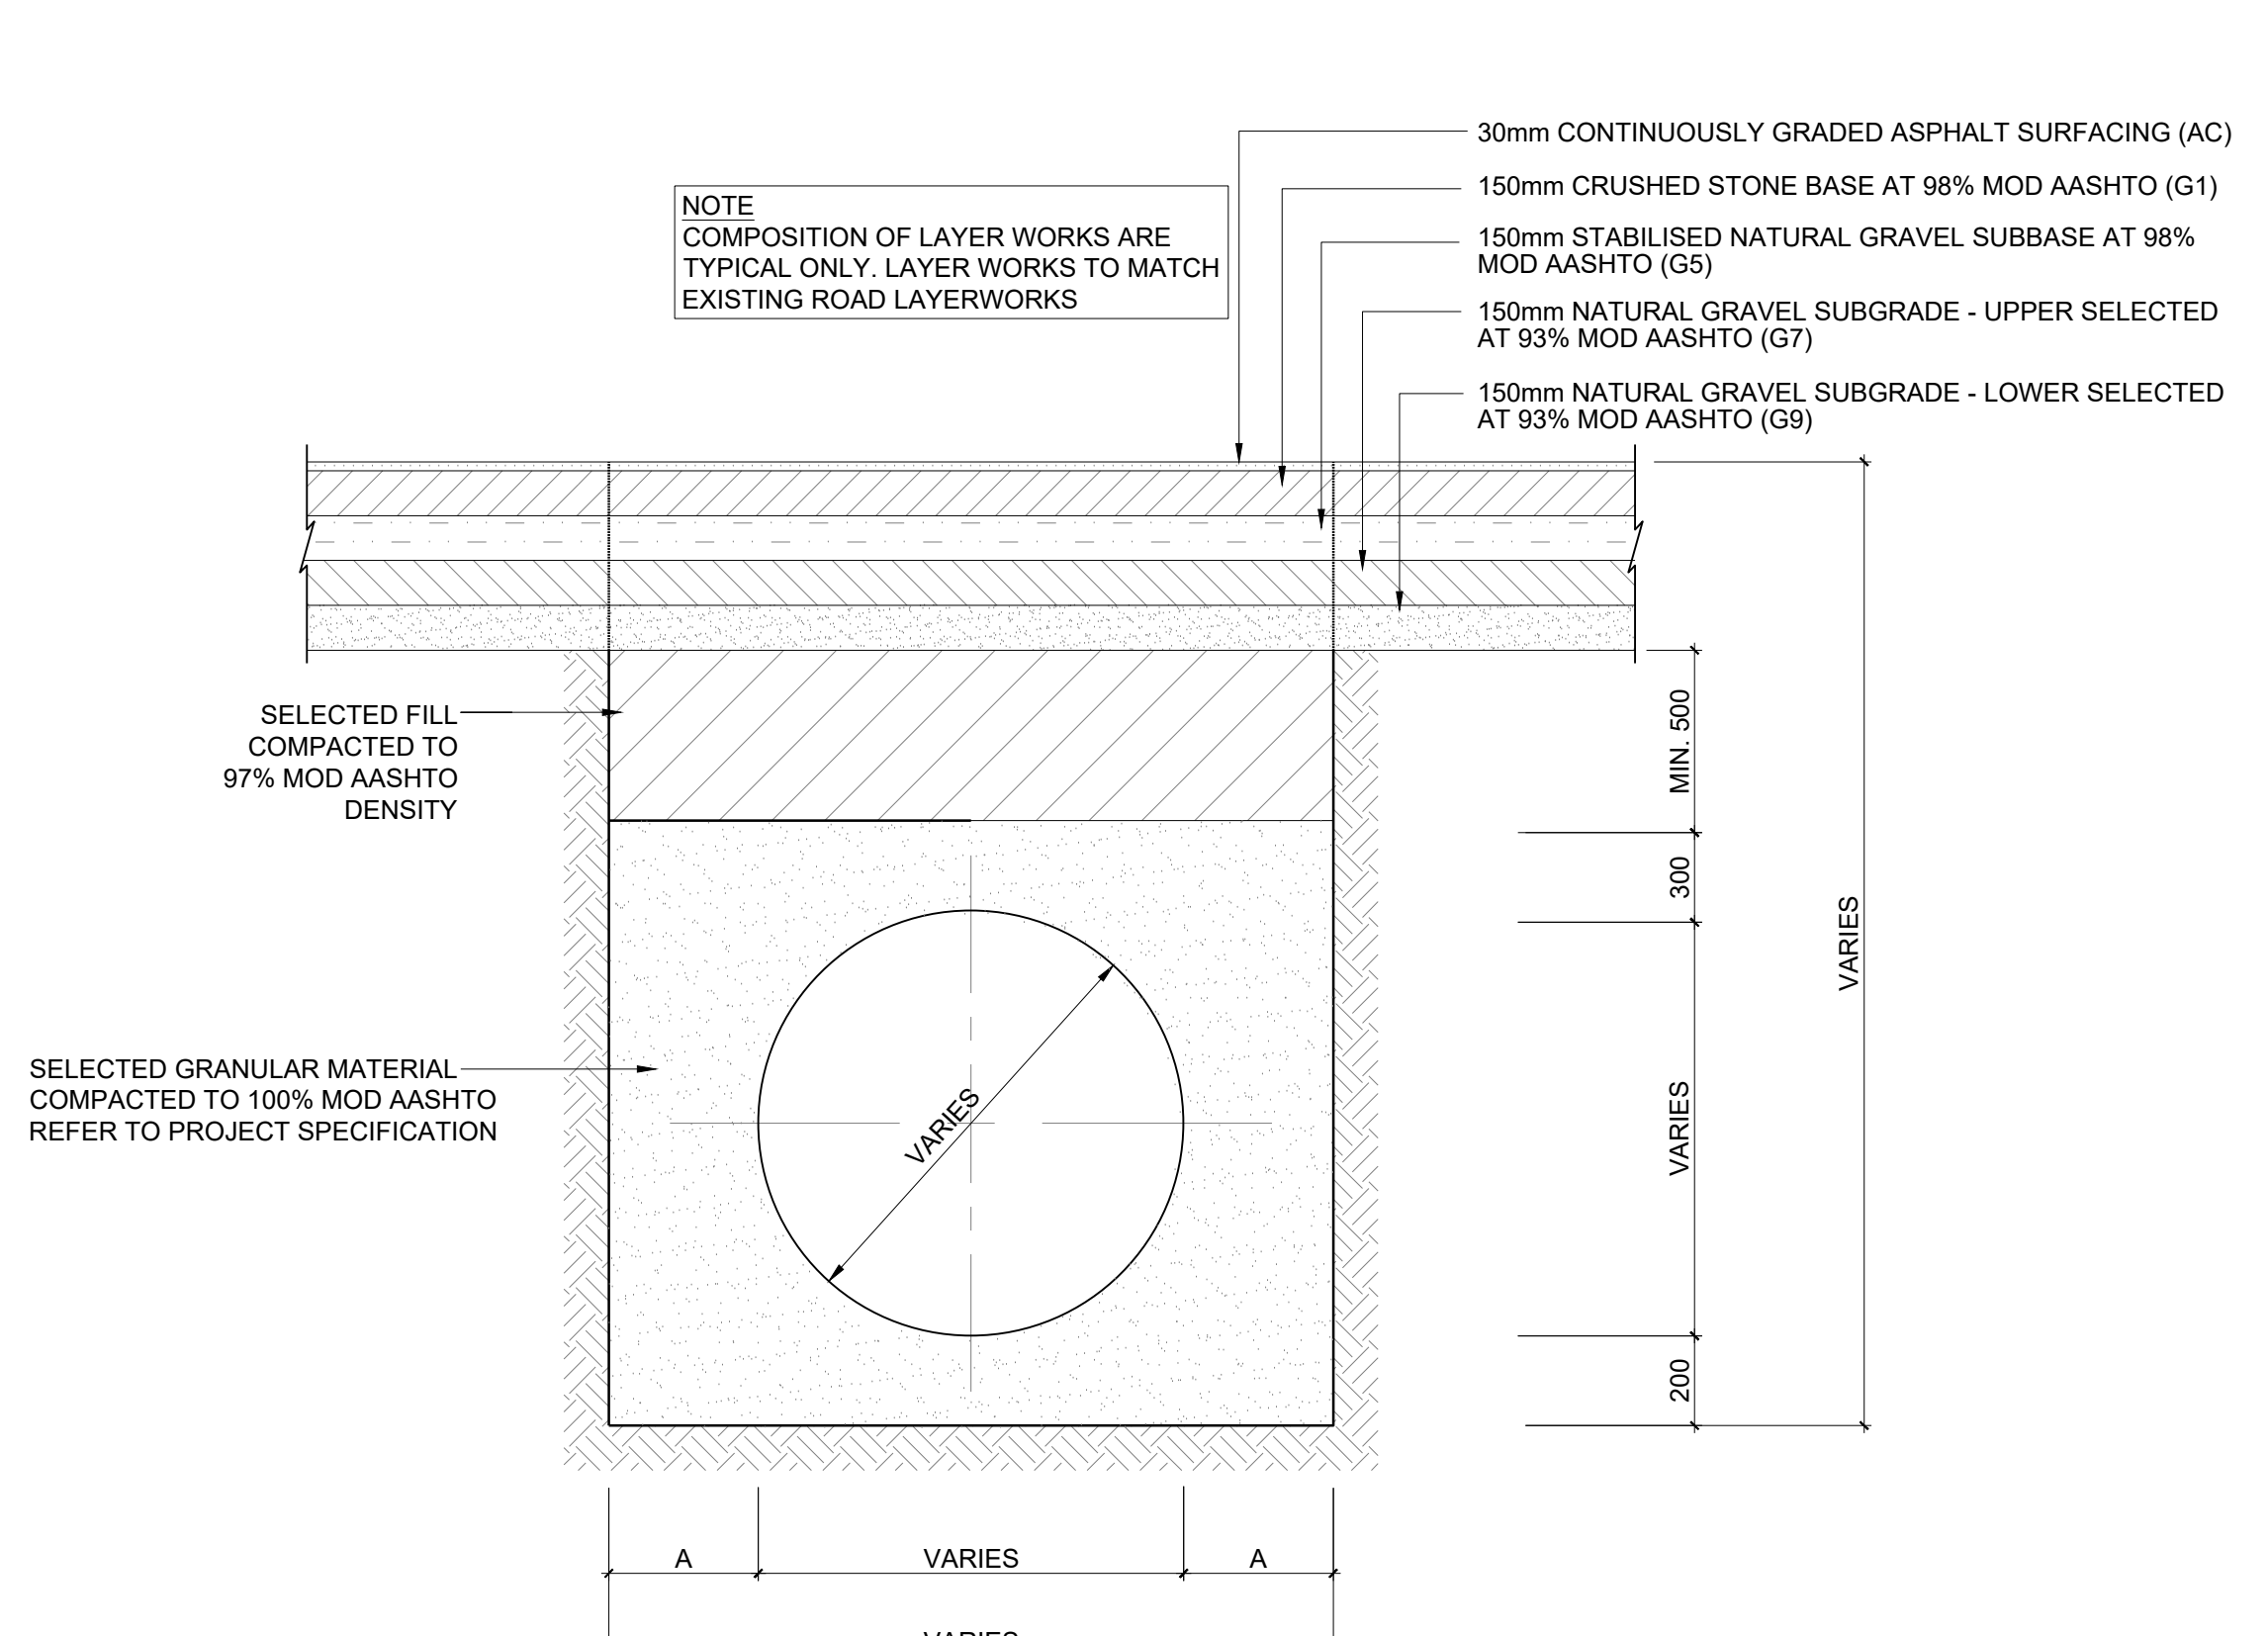 30mm CONTINUOUSLY GRADED ASPHALT SURFACING (AC)
150mm CRUSHED STONE BASE AT 98% MOD AASHTO (G1)
150mm STABILISED NATURAL GRAVEL SUBBASE AT 98%
MOD AASHTO (G5)
150mm NATURAL GRAVEL SUBGRADE - UPPER SELECTED
AT 93% MOD AASHTO (G7)
150mm NATURAL GRAVEL SUBGRADE - LOWER SELECTED
AT 93% MOD AASHTO (G9)
NOTE
COMPOSITION OF LAYER WORKS ARE
TYPICAL ONLY. LAYER WORKS TO MATCH
EXISTING ROAD LAYERWORKS
SELECTED FILL
COMPACTED TO
97% MOD AASHTO
DENSITY
SELECTED GRANULAR MATERIAL
COMPACTED TO 100% MOD AASHTO
REFER TO PROJECT SPECIFICATION
VARIES
MIN. 500
300
VARIES
200
VARIES
A
VARIES
A
VARIES